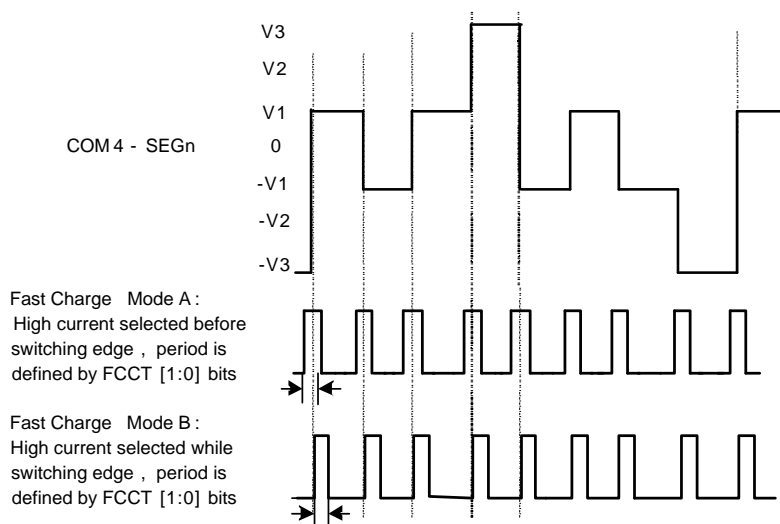 V3
V2
V1
COM 4 - SEGn 0
-V1
-V2
-V3
Fast Charge Mode A :
High current selected before
switching edge , period is
defined by FCCT [1:0] bits
Fast Charge Mode B :
High current selected while
switching edge , period is
defined by FCCT [1:0] bits